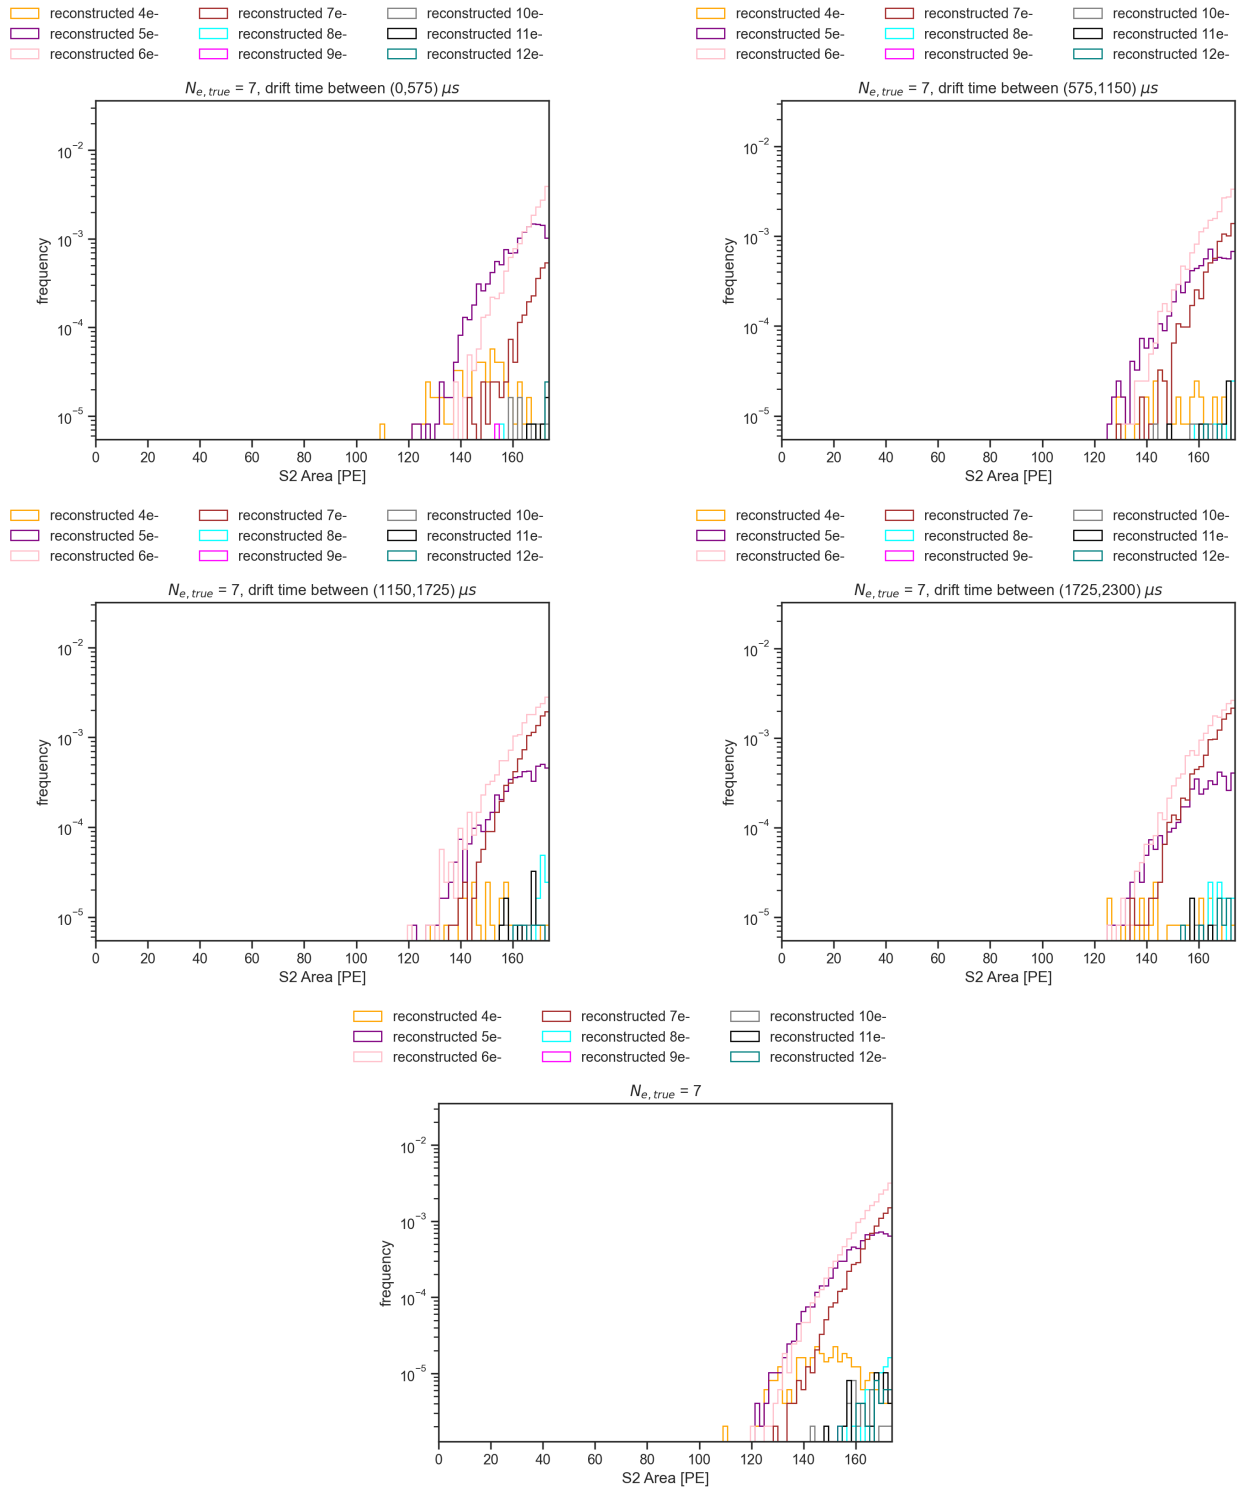 reconstructed 4e- reconstructed 7e- reconstructed 10e-
reconstructed 5e- reconstructed 8e- reconstructed 11e-
reconstructed 6e- reconstructed 9e- reconstructed 12e-
N_{e, true} = 7, drift time between (0,575) μs
10⁻²
10⁻³
10⁻⁴
10⁻⁵
frequency
0 20 40 60 80 100 120 140 160
S2 Area [PE]
reconstructed 4e- reconstructed 7e- reconstructed 10e-
reconstructed 5e- reconstructed 8e- reconstructed 11e-
reconstructed 6e- reconstructed 9e- reconstructed 12e-
N_{e, true} = 7, drift time between (575,1150) μs
10⁻²
10⁻³
10⁻⁴
10⁻⁵
frequency
0 20 40 60 80 100 120 140 160
S2 Area [PE]
reconstructed 4e- reconstructed 7e- reconstructed 10e-
reconstructed 5e- reconstructed 8e- reconstructed 11e-
reconstructed 6e- reconstructed 9e- reconstructed 12e-
N_{e, true} = 7, drift time between (1150,1725) μs
10⁻²
10⁻³
10⁻⁴
10⁻⁵
frequency
0 20 40 60 80 100 120 140 160
S2 Area [PE]
reconstructed 4e- reconstructed 7e- reconstructed 10e-
reconstructed 5e- reconstructed 8e- reconstructed 11e-
reconstructed 6e- reconstructed 9e- reconstructed 12e-
N_{e, true} = 7, drift time between (1725,2300) μs
10⁻²
10⁻³
10⁻⁴
10⁻⁵
frequency
0 20 40 60 80 100 120 140 160
S2 Area [PE]
reconstructed 4e- reconstructed 7e- reconstructed 10e-
reconstructed 5e- reconstructed 8e- reconstructed 11e-
reconstructed 6e- reconstructed 9e- reconstructed 12e-
N_{e, true} = 7
10⁻²
10⁻³
10⁻⁴
10⁻⁵
frequency
0 20 40 60 80 100 120 140 160
S2 Area [PE]